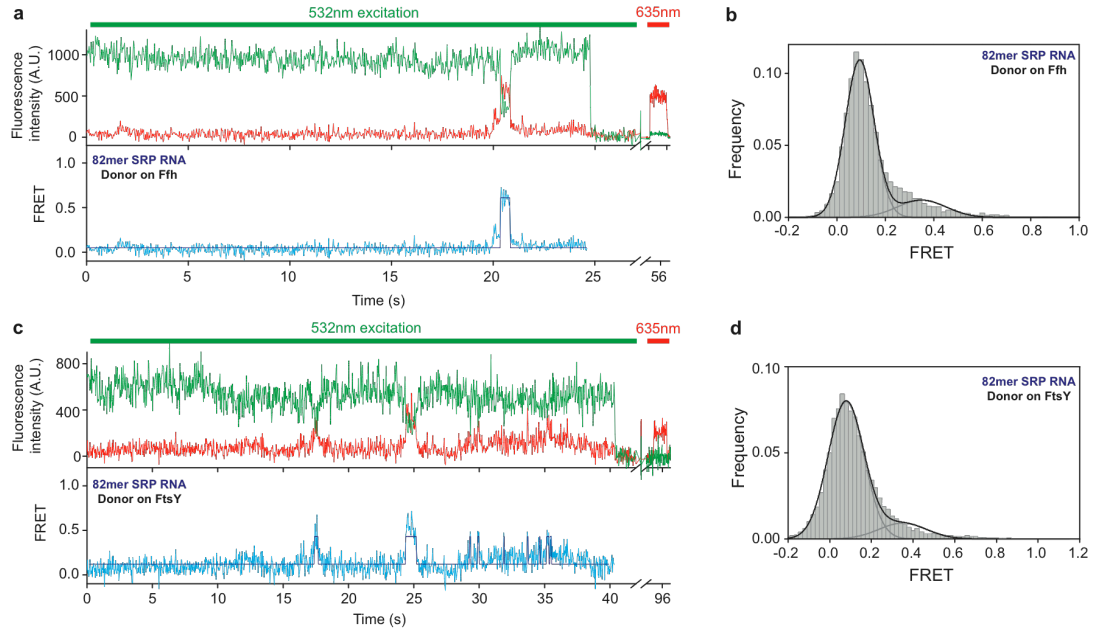 a
532nm excitation
635nm
Fluorescence
intensity (A.U.)
1000
500
0
82mer SRP RNA
Donor on Ffh
FRET
1.0
0.5
0.0
0 5 10 15 20 25 56
Time (s)
b
82mer SRP RNA
Donor on Ffh
Frequency
0.10
0.05
0.00
-0.2 0.0 0.2 0.4 0.6 0.8 1.0
FRET
c
532nm excitation
635nm
Fluorescence
intensity (A.U.)
800
400
0
82mer SRP RNA
Donor on FtsY
FRET
1.0
0.5
0.0
0 5 10 15 20 25 30 35 40 96
Time (s)
d
82mer SRP RNA
Donor on FtsY
Frequency
0.10
0.05
0.00
-0.2 0.0 0.2 0.4 0.6 0.8 1.0 1.2
FRET